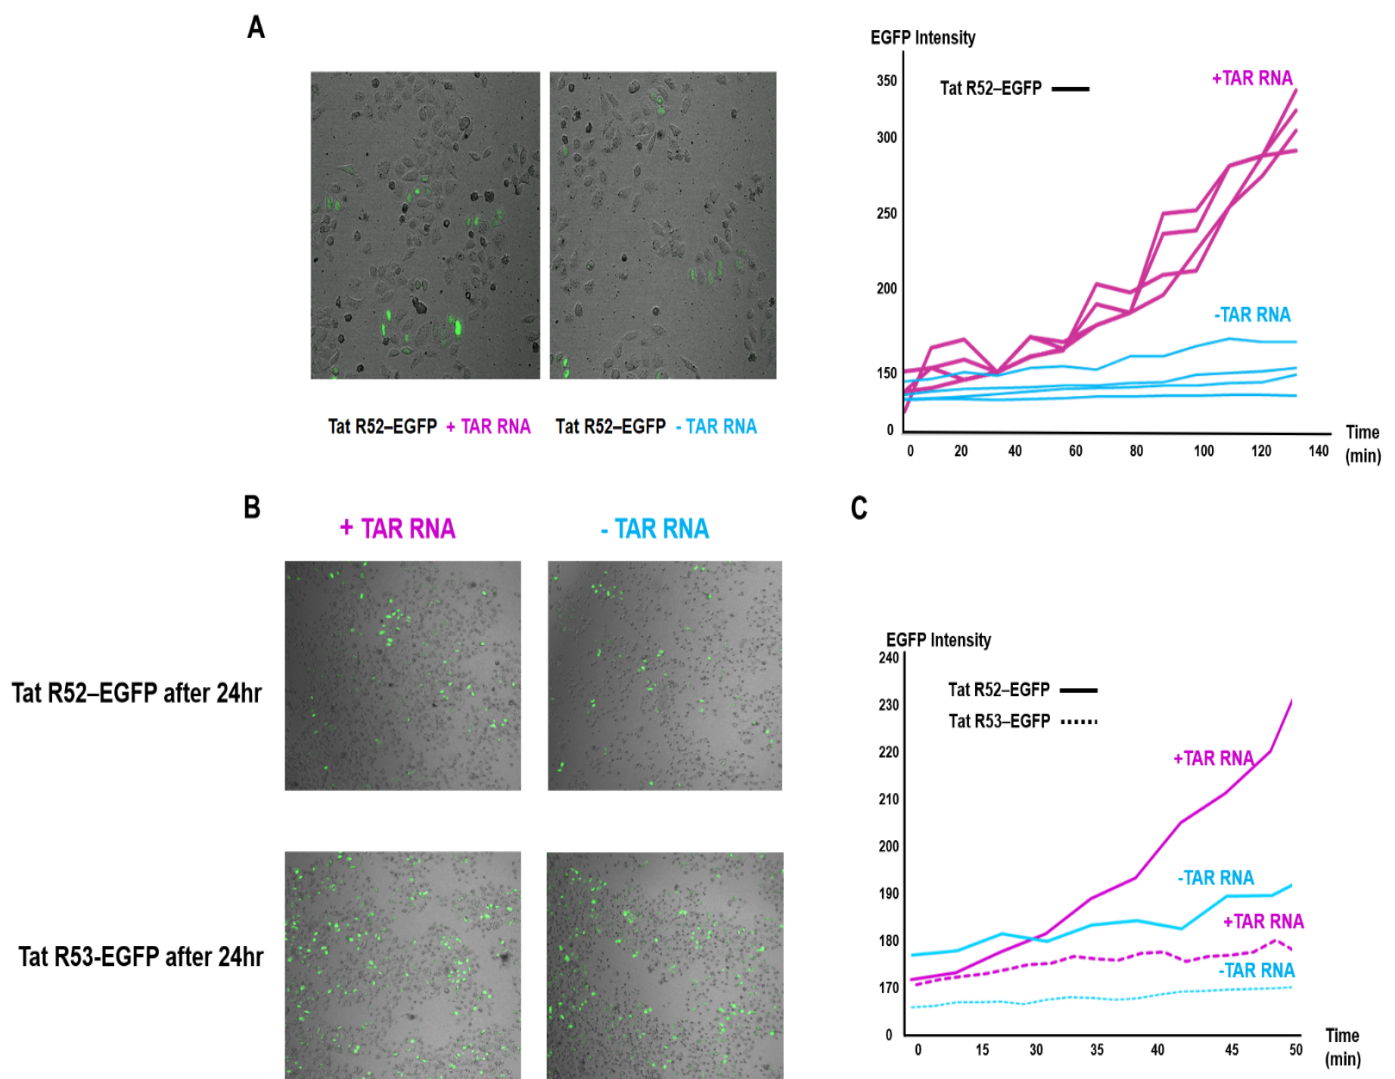 A
Tat R52–EGFP + TAR RNA
Tat R52–EGFP - TAR RNA
EGFP Intensity
350
300
250
200
150
0
Tat R52–EGFP
+TAR RNA
-TAR RNA
0 20 40 60 80 100 120 140
Time
(min)
B
+ TAR RNA
- TAR RNA
Tat R52–EGFP after 24hr
Tat R53-EGFP after 24hr
C
EGFP Intensity
240
230
220
210
200
190
180
170
0
Tat R52–EGFP
Tat R53–EGFP
+TAR RNA
-TAR RNA
+TAR RNA
-TAR RNA
0 15 30 35 40 45 50
Time
(min)